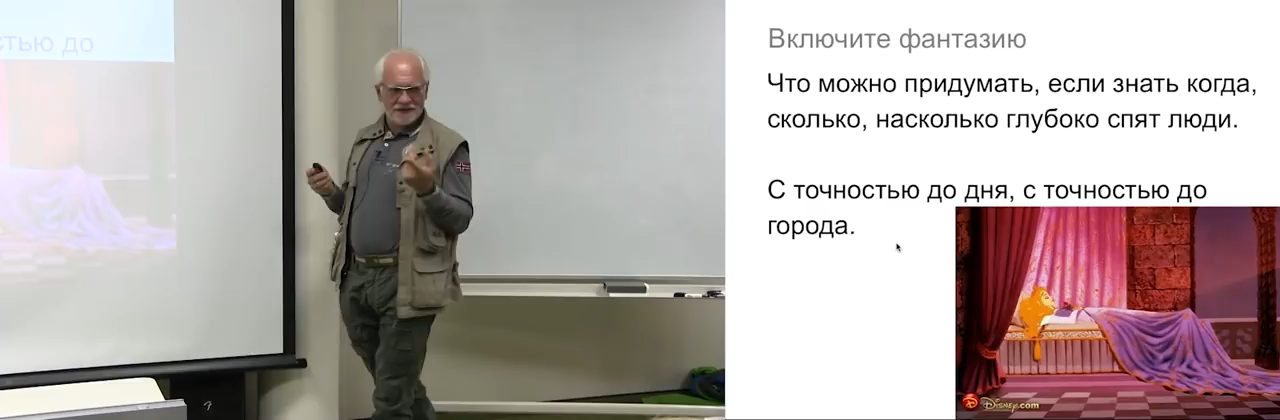 стью до
Включите фантазию
Что можно придумать, если знать когда,
сколько, насколько глубоко спят люди.
С точностью до дня, с точностью до
города.
Disney.com